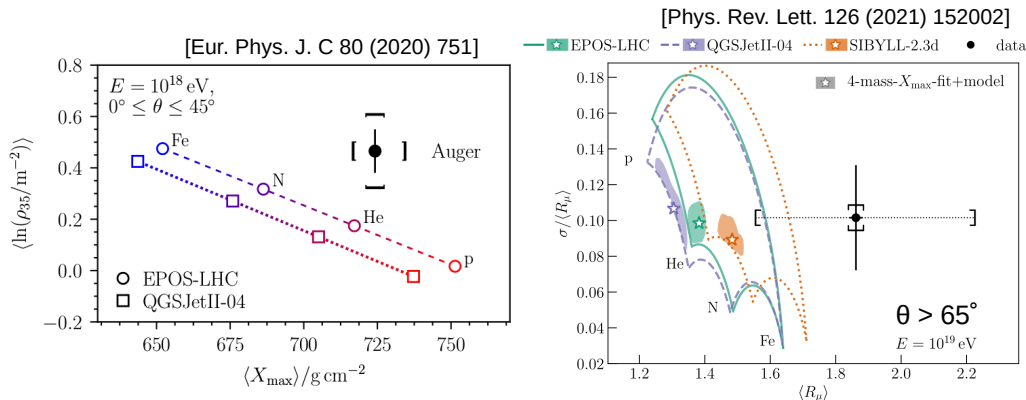 [Eur. Phys. J. C 80 (2020) 751]
E = 10^18 eV,
0° ≤ θ ≤ 45°
Fe
N
He
p
Auger
EPOS-LHC
QGSJetII-04
⟨ln(ρ35/m−2)⟩
0.8
0.6
0.4
0.2
0.0
−0.2
650
675
700
725
750
⟨Xmax⟩/g cm−2
[Phys. Rev. Lett. 126 (2021) 152002]
EPOS-LHC QGSJetII-04 SIBYLL-2.3d data
4-mass-Xmax-fit+model
p
He
N
Fe
θ > 65°
E = 10^19 eV
σ/⟨Rμ⟩
0.18
0.16
0.14
0.12
0.10
0.08
0.06
0.04
0.02
1.2
1.4
1.6
1.8
2.0
2.2
⟨Rμ⟩